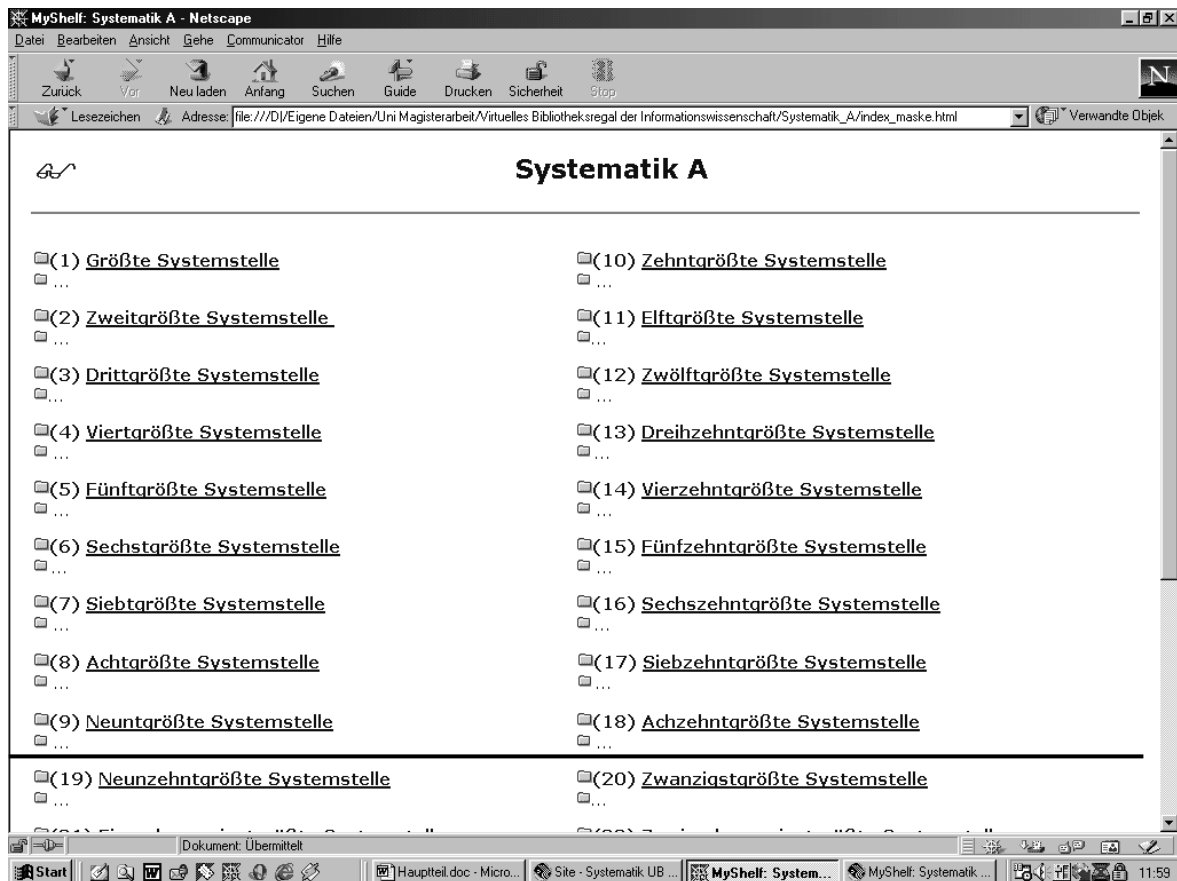 MyShelf: Systematik A - Netscape
Datei Bearbeiten Ansicht Gehe Communicator Hilfe
Zurück Vor Neu laden Anfang Suchen Guide Drucken Sicherheit Stop
N
Lesezeichen Adresse: file:///D|/Eigene Dateien/Uni Magisterarbeit/Virtuelles Bibliotheksregal der Informationswissenschaft/Systematik_A/index_maske.html Verwandte Objek
Systematik A
(1) Größte Systemstelle
...
(2) Zweitgrößte Systemstelle
...
(3) Drittgrößte Systemstelle
...
(4) Viertgrößte Systemstelle
...
(5) Fünftgrößte Systemstelle
...
(6) Sechstgrößte Systemstelle
...
(7) Siebtgrößte Systemstelle
...
(8) Achtgrößte Systemstelle
...
(9) Neuntgrößte Systemstelle
...
(10) Zehntgrößte Systemstelle
...
(11) Elftgrößte Systemstelle
...
(12) Zwölftgrößte Systemstelle
...
(13) Dreihzehntgrößte Systemstelle
...
(14) Vierzehntgrößte Systemstelle
...
(15) Fünfzehntgrößte Systemstelle
...
(16) Sechszehntgrößte Systemstelle
...
(17) Siebzehntgrößte Systemstelle
...
(18) Achzehntgrößte Systemstelle
...
(19) Neunzehntgrößte Systemstelle
...
(20) Zwanzigstgrößte Systemstelle
...
Dokument: Übermittelt
Start Hauptteil.doc - Micro... Site - Systematik UB ... MyShelf: System... MyShelf: Systematik ... 11:59